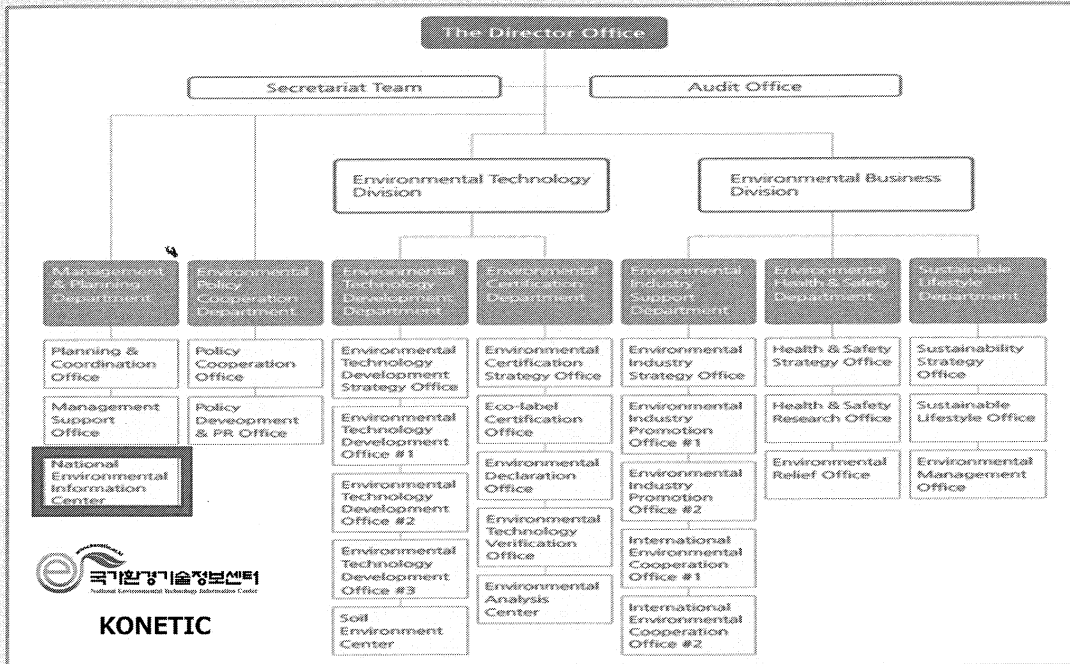 The Director Office
Secretariat Team
Audit Office
Environmental Technology
Division
Environmental Business
Division
Management
& Planning
Department
Environmental
Policy
Cooperation
Department
Environmental
Technology
Development
Department
Environmental
Certification
Department
Environmental
Industry
Support
Department
Environmental
Health & Safety
Department
Sustainable
Lifestyle
Department
Planning &
Coordination
Office
Management
Support
Office
National
Environmental
Information
Center
Policy
Cooperation
Office
Policy
Deveopment
& PR Office
Environmental
Technology
Development
Strategy Office
Environmental
Technology
Development
Office #1
Environmental
Technology
Development
Office #2
Environmental
Technology
Development
Office #3
Soil
Environment
Center
Environmental
Certification
Strategy Office
Eco-label
Certification
Office
Environmental
Declaration
Office
Environmental
Technology
Verification
Office
Environmental
Analysis
Center
Environmental
Industry
Strategy Office
Environmental
Industry
Promotion
Office #1
Environmental
Industry
Promotion
Office #2
International
Environmental
Cooperation
Office #1
International
Environmental
Cooperation
Office #2
Health & Safety
Strategy Office
Health & Safety
Research Office
Environmental
Relief Office
Sustainability
Strategy
Office
Sustainable
Lifestyle Office
Environmental
Management
Office
국가환경기술정보센터
National Environmental Technology Information Center
KONETIC